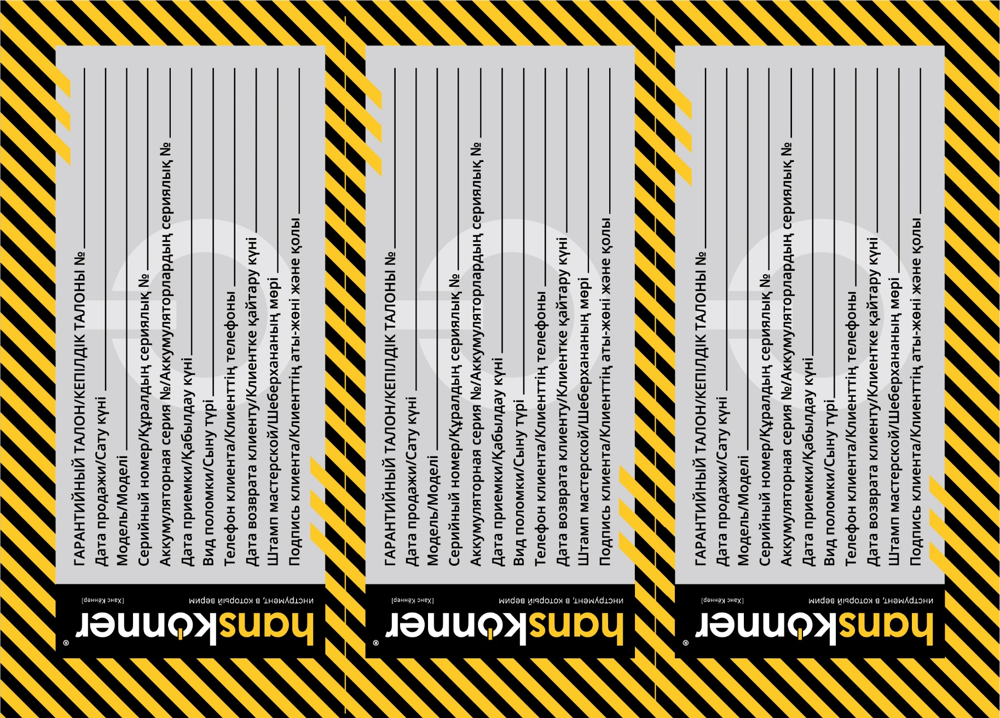 ГАРАНТИЙНЫЙ ТАЛОН/КЕПІЛДІК ТАЛОНЫ №
Дата продажи/Сату күні
Модель/Моделі
Серийный номер/Құралдың сериялық №
Аккумуляторная серия №/Аккумуляторлардың сериялық №
Дата приемки/Қабылдау күні
Вид поломки/Сыну түрі
Телефон клиента/Клиенттің телефоны
Дата возврата клиенту/Клиентке қайтару күні
Штамп мастерской/Шеберхананың мөрі
Подпись клиента/Клиенттің аты-жөні және қолы
hanskönner®
инструмент, в который верим [Ханс Кённер]
ГАРАНТИЙНЫЙ ТАЛОН/КЕПІЛДІК ТАЛОНЫ №
Дата продажи/Сату күні
Модель/Моделі
Серийный номер/Құралдың сериялық №
Аккумуляторная серия №/Аккумуляторлардың сериялық №
Дата приемки/Қабылдау күні
Вид поломки/Сыну түрі
Телефон клиента/Клиенттің телефоны
Дата возврата клиенту/Клиентке қайтару күні
Штамп мастерской/Шеберхананың мөрі
Подпись клиента/Клиенттің аты-жөні және қолы
hanskönner®
инструмент, в который верим [Ханс Кённер]
ГАРАНТИЙНЫЙ ТАЛОН/КЕПІЛДІК ТАЛОНЫ №
Дата продажи/Сату күні
Модель/Моделі
Серийный номер/Құралдың сериялық №
Аккумуляторная серия №/Аккумуляторлардың сериялық №
Дата приемки/Қабылдау күні
Вид поломки/Сыну түрі
Телефон клиента/Клиенттің телефоны
Дата возврата клиенту/Клиентке қайтару күні
Штамп мастерской/Шеберхананың мөрі
Подпись клиента/Клиенттің аты-жөні және қолы
hanskönner®
инструмент, в который верим [Ханс Кённер]